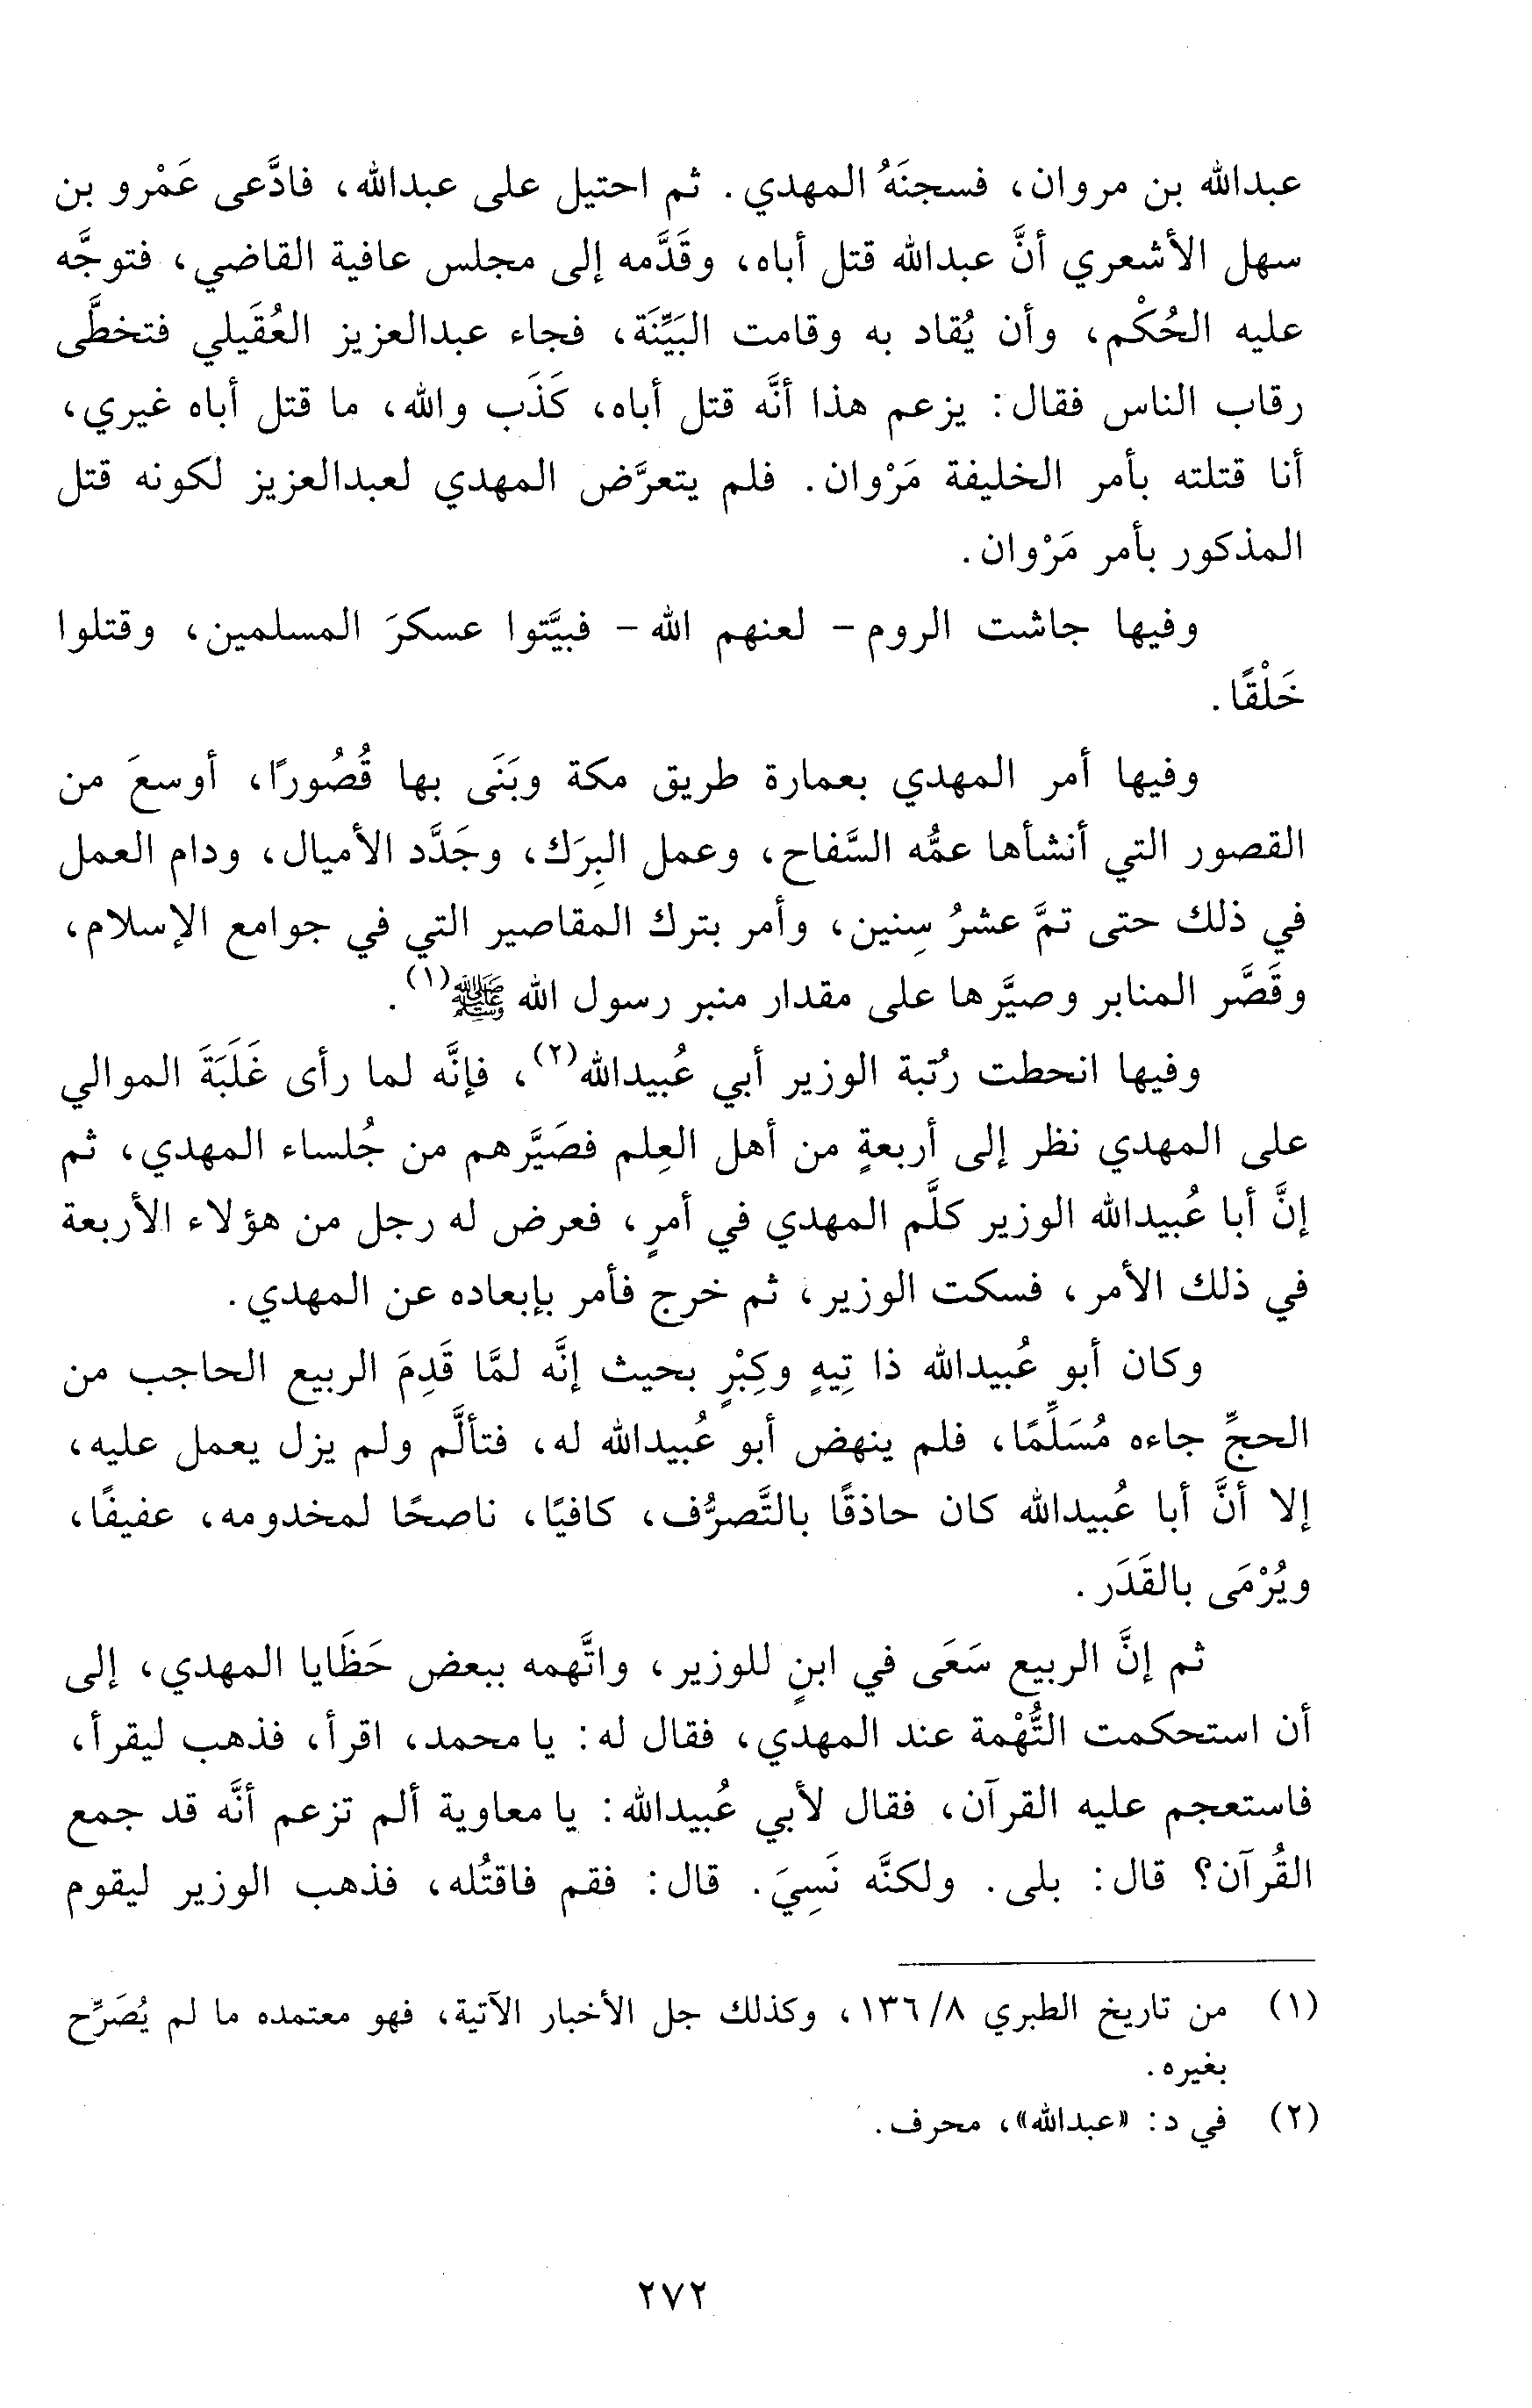 عبدالله بن مروان، فسجنَهُ المهدي. ثم احتيل على عبدالله، فادَّعى عَمْرو بن
سهل الأشعري أنَّ عبدالله قتل أباه، وقَدَّمه إلى مجلس عافية القاضي، فتوجَّه
عليه الحُكْم، وأن يُقاد به وقامت البَيِّنَة، فجاء عبدالعزيز العُقَيلي فتخطَّى
رقاب الناس فقال: يزعم هذا أنَّه قتل أباه، كَذَب والله، ما قتل أباه غيري،
أنا قتلته بأمر الخليفة مَرْوان. فلم يتعرَّض المهدي لعبدالعزيز لكونه قتل
المذكور بأمر مَرْوان.
وفيها جاشت الروم - لعنهم الله - فبيَّتوا عسكرَ المسلمين، وقتلوا
خَلْقًا.
وفيها أمر المهدي بعمارة طريق مكة وبَنَى بها قُصُورًا، أوسعَ من
القصور التي أنشأها عمُّه السَّفاح، وعمل البِرَك، وجَدَّد الأميال، ودام العمل
في ذلك حتى تمَّ عشرُ سِنين، وأمر بترك المقاصير التي في جوامع الإسلام،
وقَصَّر المنابر وصيَّرها على مقدار منبر رسول الله ﷺ(١).
وفيها انحطت رُتبة الوزير أبي عُبيدالله(٢)، فإنَّه لما رأى غَلَبَةَ الموالي
على المهدي نظر إلى أربعةٍ من أهل العِلم فصَيَّرهم من جُلساء المهدي، ثم
إنَّ أبا عُبيدالله الوزير كلَّم المهدي في أمرٍ، فعرض له رجل من هؤلاء الأربعة
في ذلك الأمر، فسكت الوزير، ثم خرج فأمر بإبعاده عن المهدي.
وكان أبو عُبيدالله ذا تِيهٍ وكِبْرٍ بحيث إنَّه لمَّا قَدِمَ الربيع الحاجب من
الحجِّ جاءه مُسَلِّمًا، فلم ينهض أبو عُبيدالله له، فتألَّم ولم يزل يعمل عليه،
إلا أنَّ أبا عُبيدالله كان حاذقًا بالتَّصرُّف، كافيًا، ناصحًا لمخدومه، عفيفًا،
ويُرْمَى بالقَدَر.
ثم إنَّ الربيع سَعَى في ابنٍ للوزير، واتَّهمه ببعض حَظَايا المهدي، إلى
أن استحكمت التُّهْمة عند المهدي، فقال له: يا محمد، اقرأ، فذهب ليقرأ،
فاستعجم عليه القرآن، فقال لأبي عُبيدالله: يا معاوية ألم تزعم أنَّه قد جمع
القُرآن؟ قال: بلى. ولكنَّه نَسِيَ. قال: فقم فاقتُله، فذهب الوزير ليقوم
(١) من تاريخ الطبري ٨/ ١٣٦، وكذلك جل الأخبار الآتية، فهو معتمده ما لم يُصَرِّح
بغيره.
(٢) في د: «عبدالله»، محرف.
٢٧٢